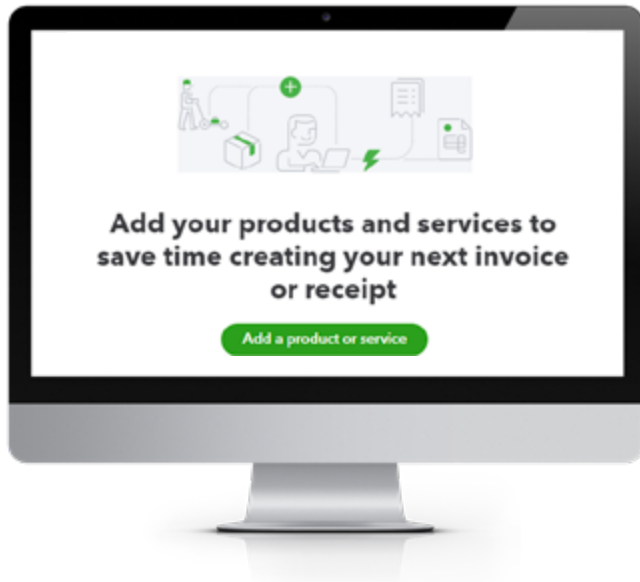 Add your products and services to
save time creating your next invoice
or receipt
Add a product or service